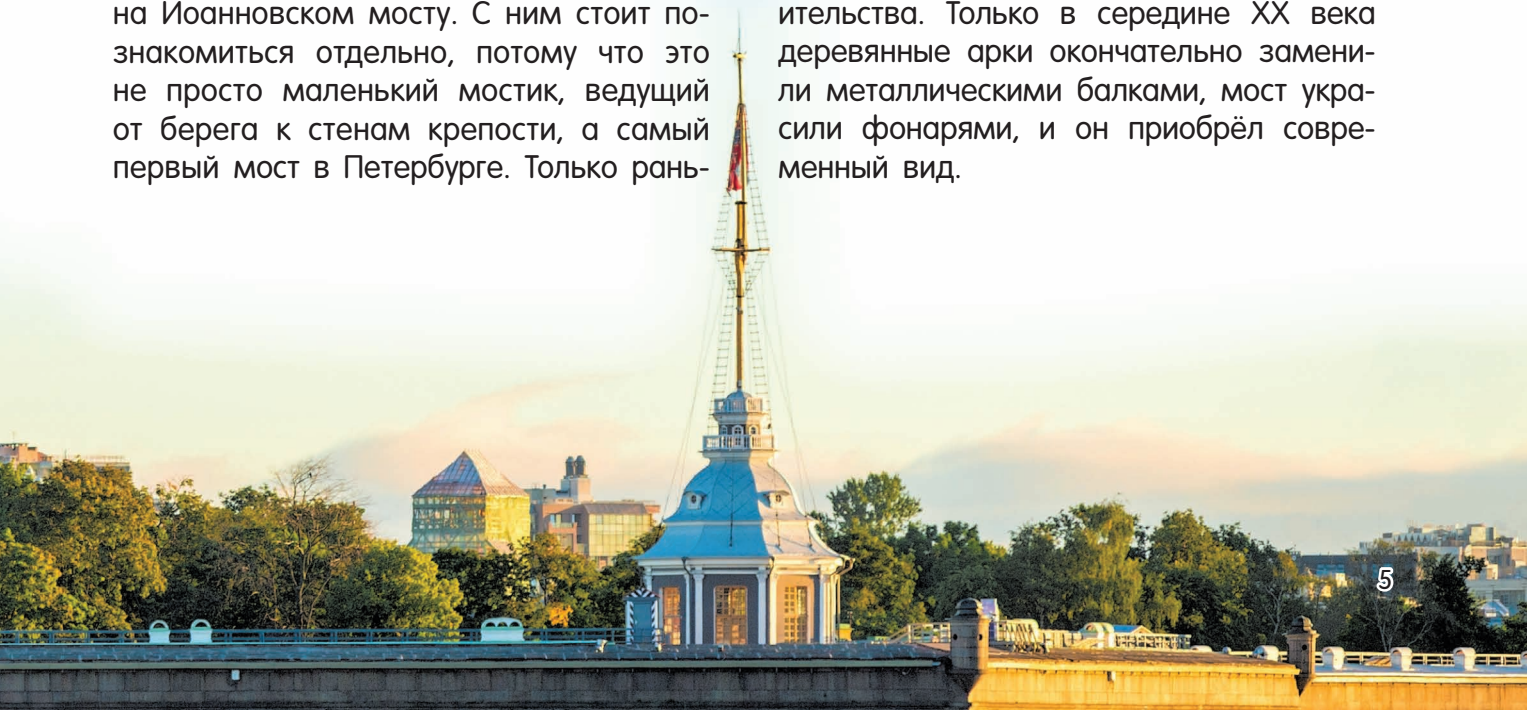 на Иоанновском мосту. С ним стоит по-
знакомиться отдельно, потому что это
не просто маленький мостик, ведущий
от берега к стенам крепости, а самый
первый мост в Петербурге. Только рань-
ительства. Только в середине XX века
деревянные арки окончательно замени-
ли металлическими балками, мост укра-
сили фонарями, и он приобрёл совре-
менный вид.
5